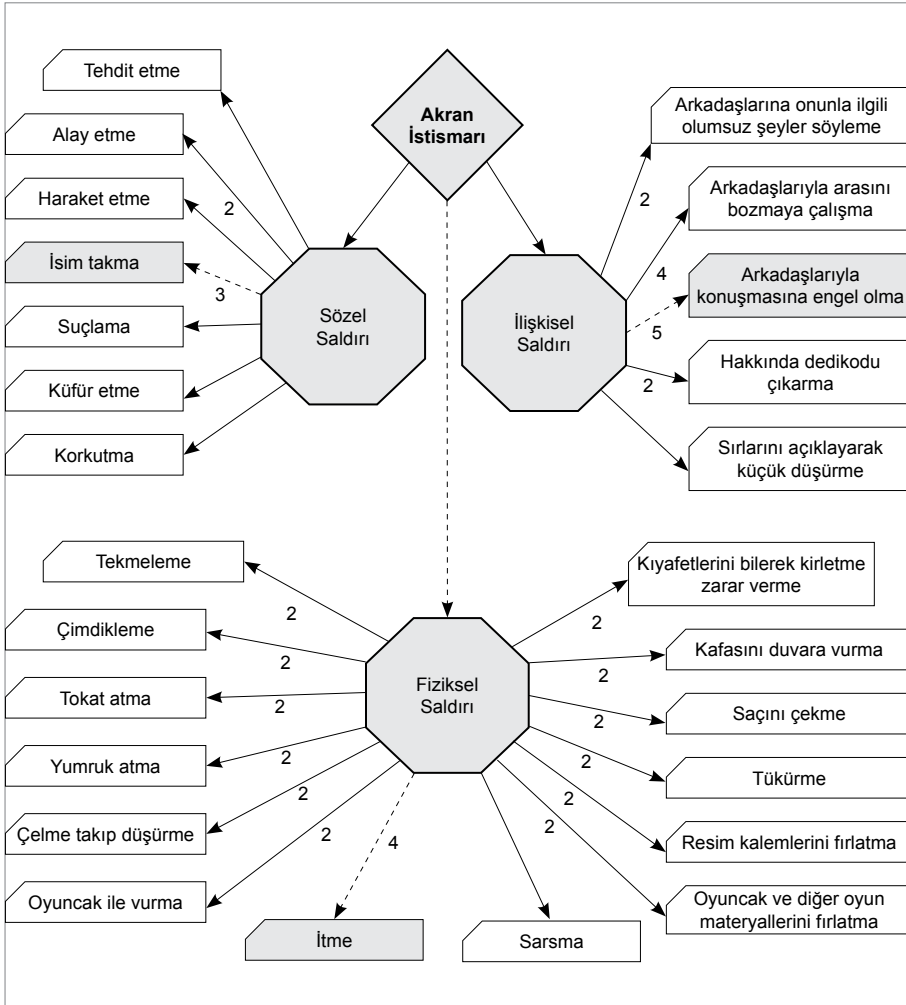 Akran
İstismarı
Tehdit etme
Alay etme
2
Haraket etme
İsim takma
3
Suçlama
Küfür etme
Korkutma
Sözel
Saldırı
Arkadaşlarına onunla ilgili
olumsuz şeyler söyleme
2
Arkadaşlarıyla arasını
bozmaya çalışma
4
Arkadaşlarıyla
konuşmasına engel olma
5
Hakkında dedikodu
çıkarma
2
Sırlarını açıklayarak
küçük düşürme
İlişkisel
Saldırı
Fiziksel
Saldırı
Tekmeleme
2
Çimdikleme
2
Tokat atma
2
Yumruk atma
2
Çelme takıp düşürme
2
Oyuncak ile vurma
2
İtme
4
Sarsma
Kıyafetlerini bilerek kirletme
zarar verme
2
Kafasını duvara vurma
2
Saçını çekme
2
Tükürme
2
Resim kalemlerini fırlatma
2
Oyuncak ve diğer oyun
materyallerini fırlatma
2